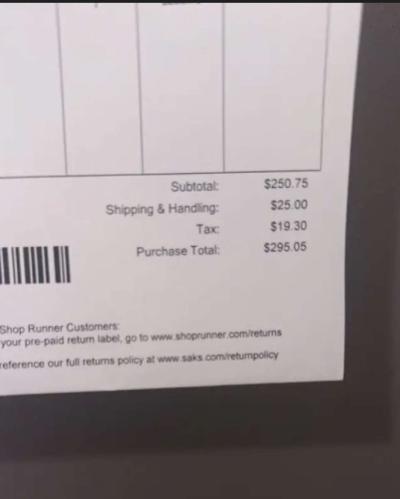 Subtotal: $250.75
Shipping & Handling: $25.00
Tax: $19.30
Purchase Total: $295.05
Shop Runner Customers:
your pre-paid return label, go to www.shoprunner.com/returns
reference our full returns policy at www.saks.com/returnpolicy